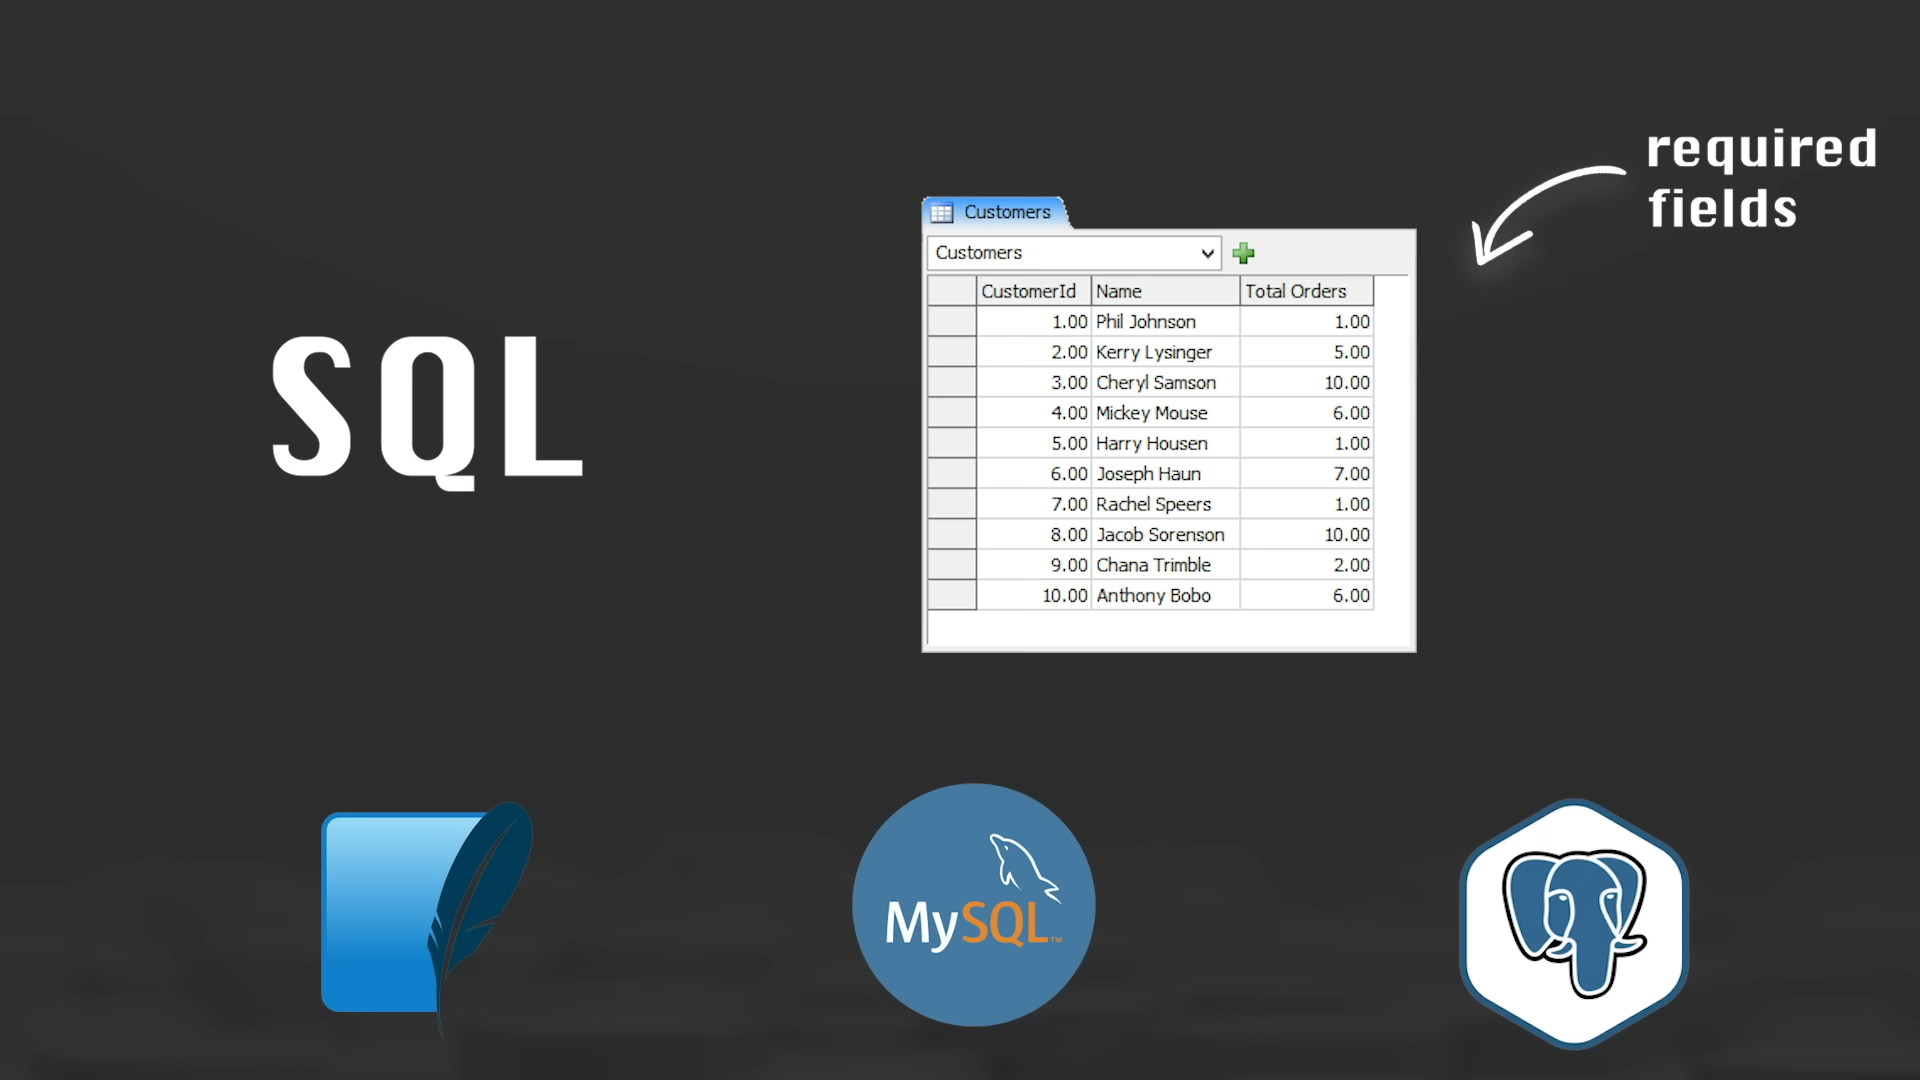 required
fields
Customers
Customers
CustomerId Name Total Orders
1.00 Phil Johnson 1.00
2.00 Kerry Lysinger 5.00
3.00 Cheryl Samson 10.00
4.00 Mickey Mouse 6.00
5.00 Harry Housen 1.00
6.00 Joseph Haun 7.00
7.00 Rachel Speers 1.00
8.00 Jacob Sorenson 10.00
9.00 Chana Trimble 2.00
10.00 Anthony Bobo 6.00
SQL
MySQL™